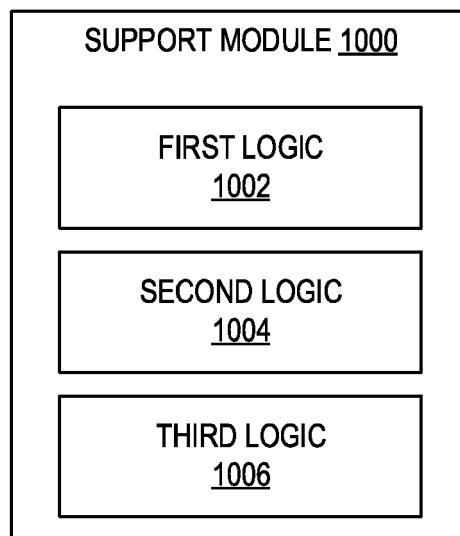 SUPPORT MODULE 1000
FIRST LOGIC
1002
SECOND LOGIC
1004
THIRD LOGIC
1006